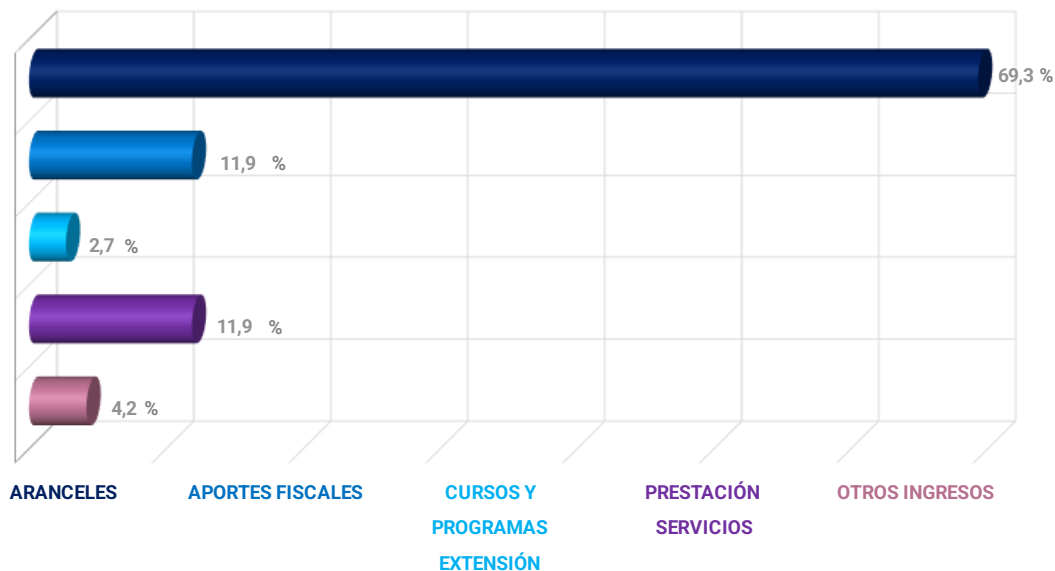 69,3 %
11,9 %
2,7 %
11,9 %
4,2 %
ARANCELES
APORTES FISCALES
CURSOS Y
PROGRAMAS
EXTENSIÓN
PRESTACIÓN
SERVICIOS
OTROS INGRESOS